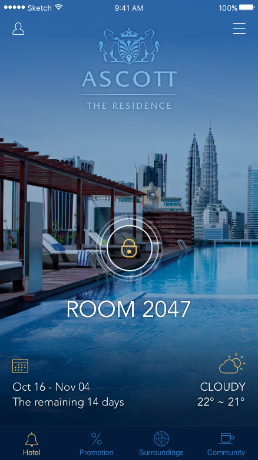 Sketch 9:41 AM 100%
ASCOTT
THE RESIDENCE
ROOM 2047
Oct 16 - Nov 04 CLOUDY
The remaining 14 days 22° ~ 21°
Hotel Promotion Surroundings Community